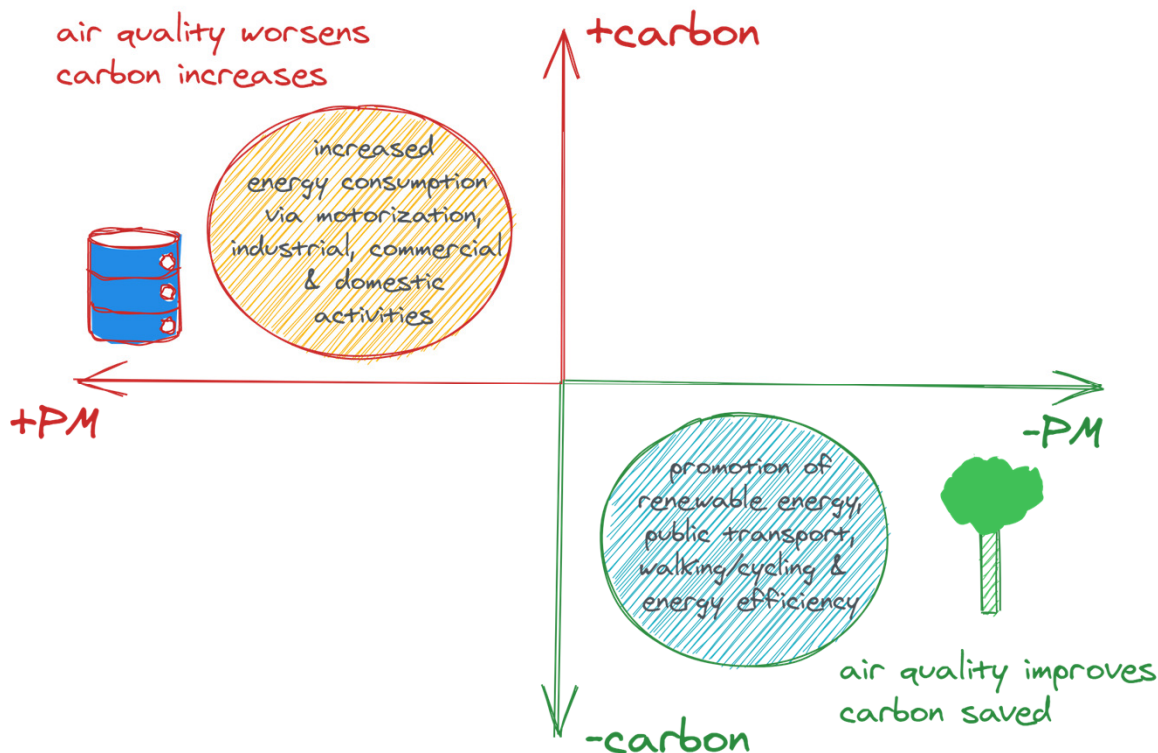 air quality worsens
carbon increases
+carbon
increased
energy consumption
via motorization,
industrial, commercial
& domestic
activities
+PM
-PM
promotion of
renewable energy,
public transport,
walking/cycling &
energy efficiency
air quality improves
carbon saved
-carbon